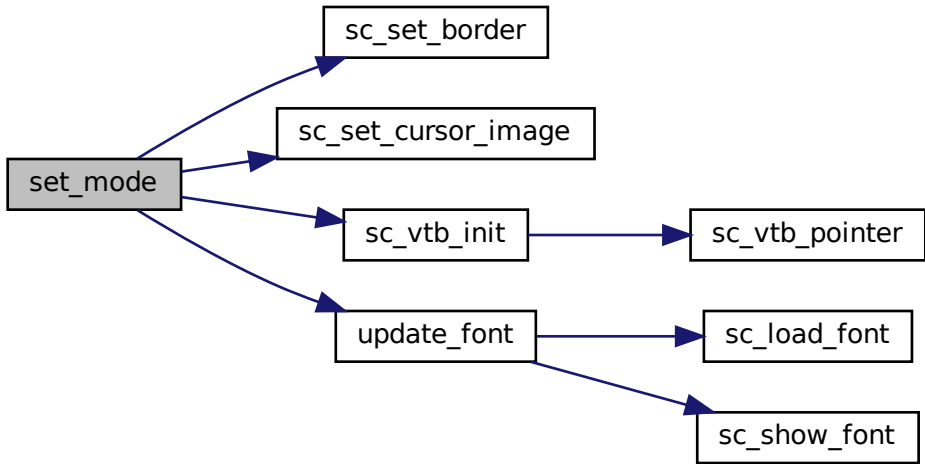 sc_set_border
sc_set_cursor_image
set_mode
sc_vtb_init
sc_vtb_pointer
update_font
sc_load_font
sc_show_font